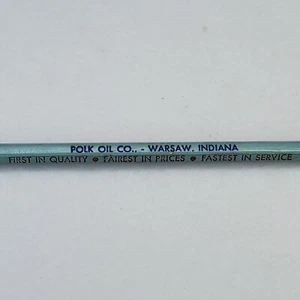 POLK OIL CO., - WARSAW, INDIANA
FIRST IN QUALITY • FAIREST IN PRICES • FASTEST IN SERVICE